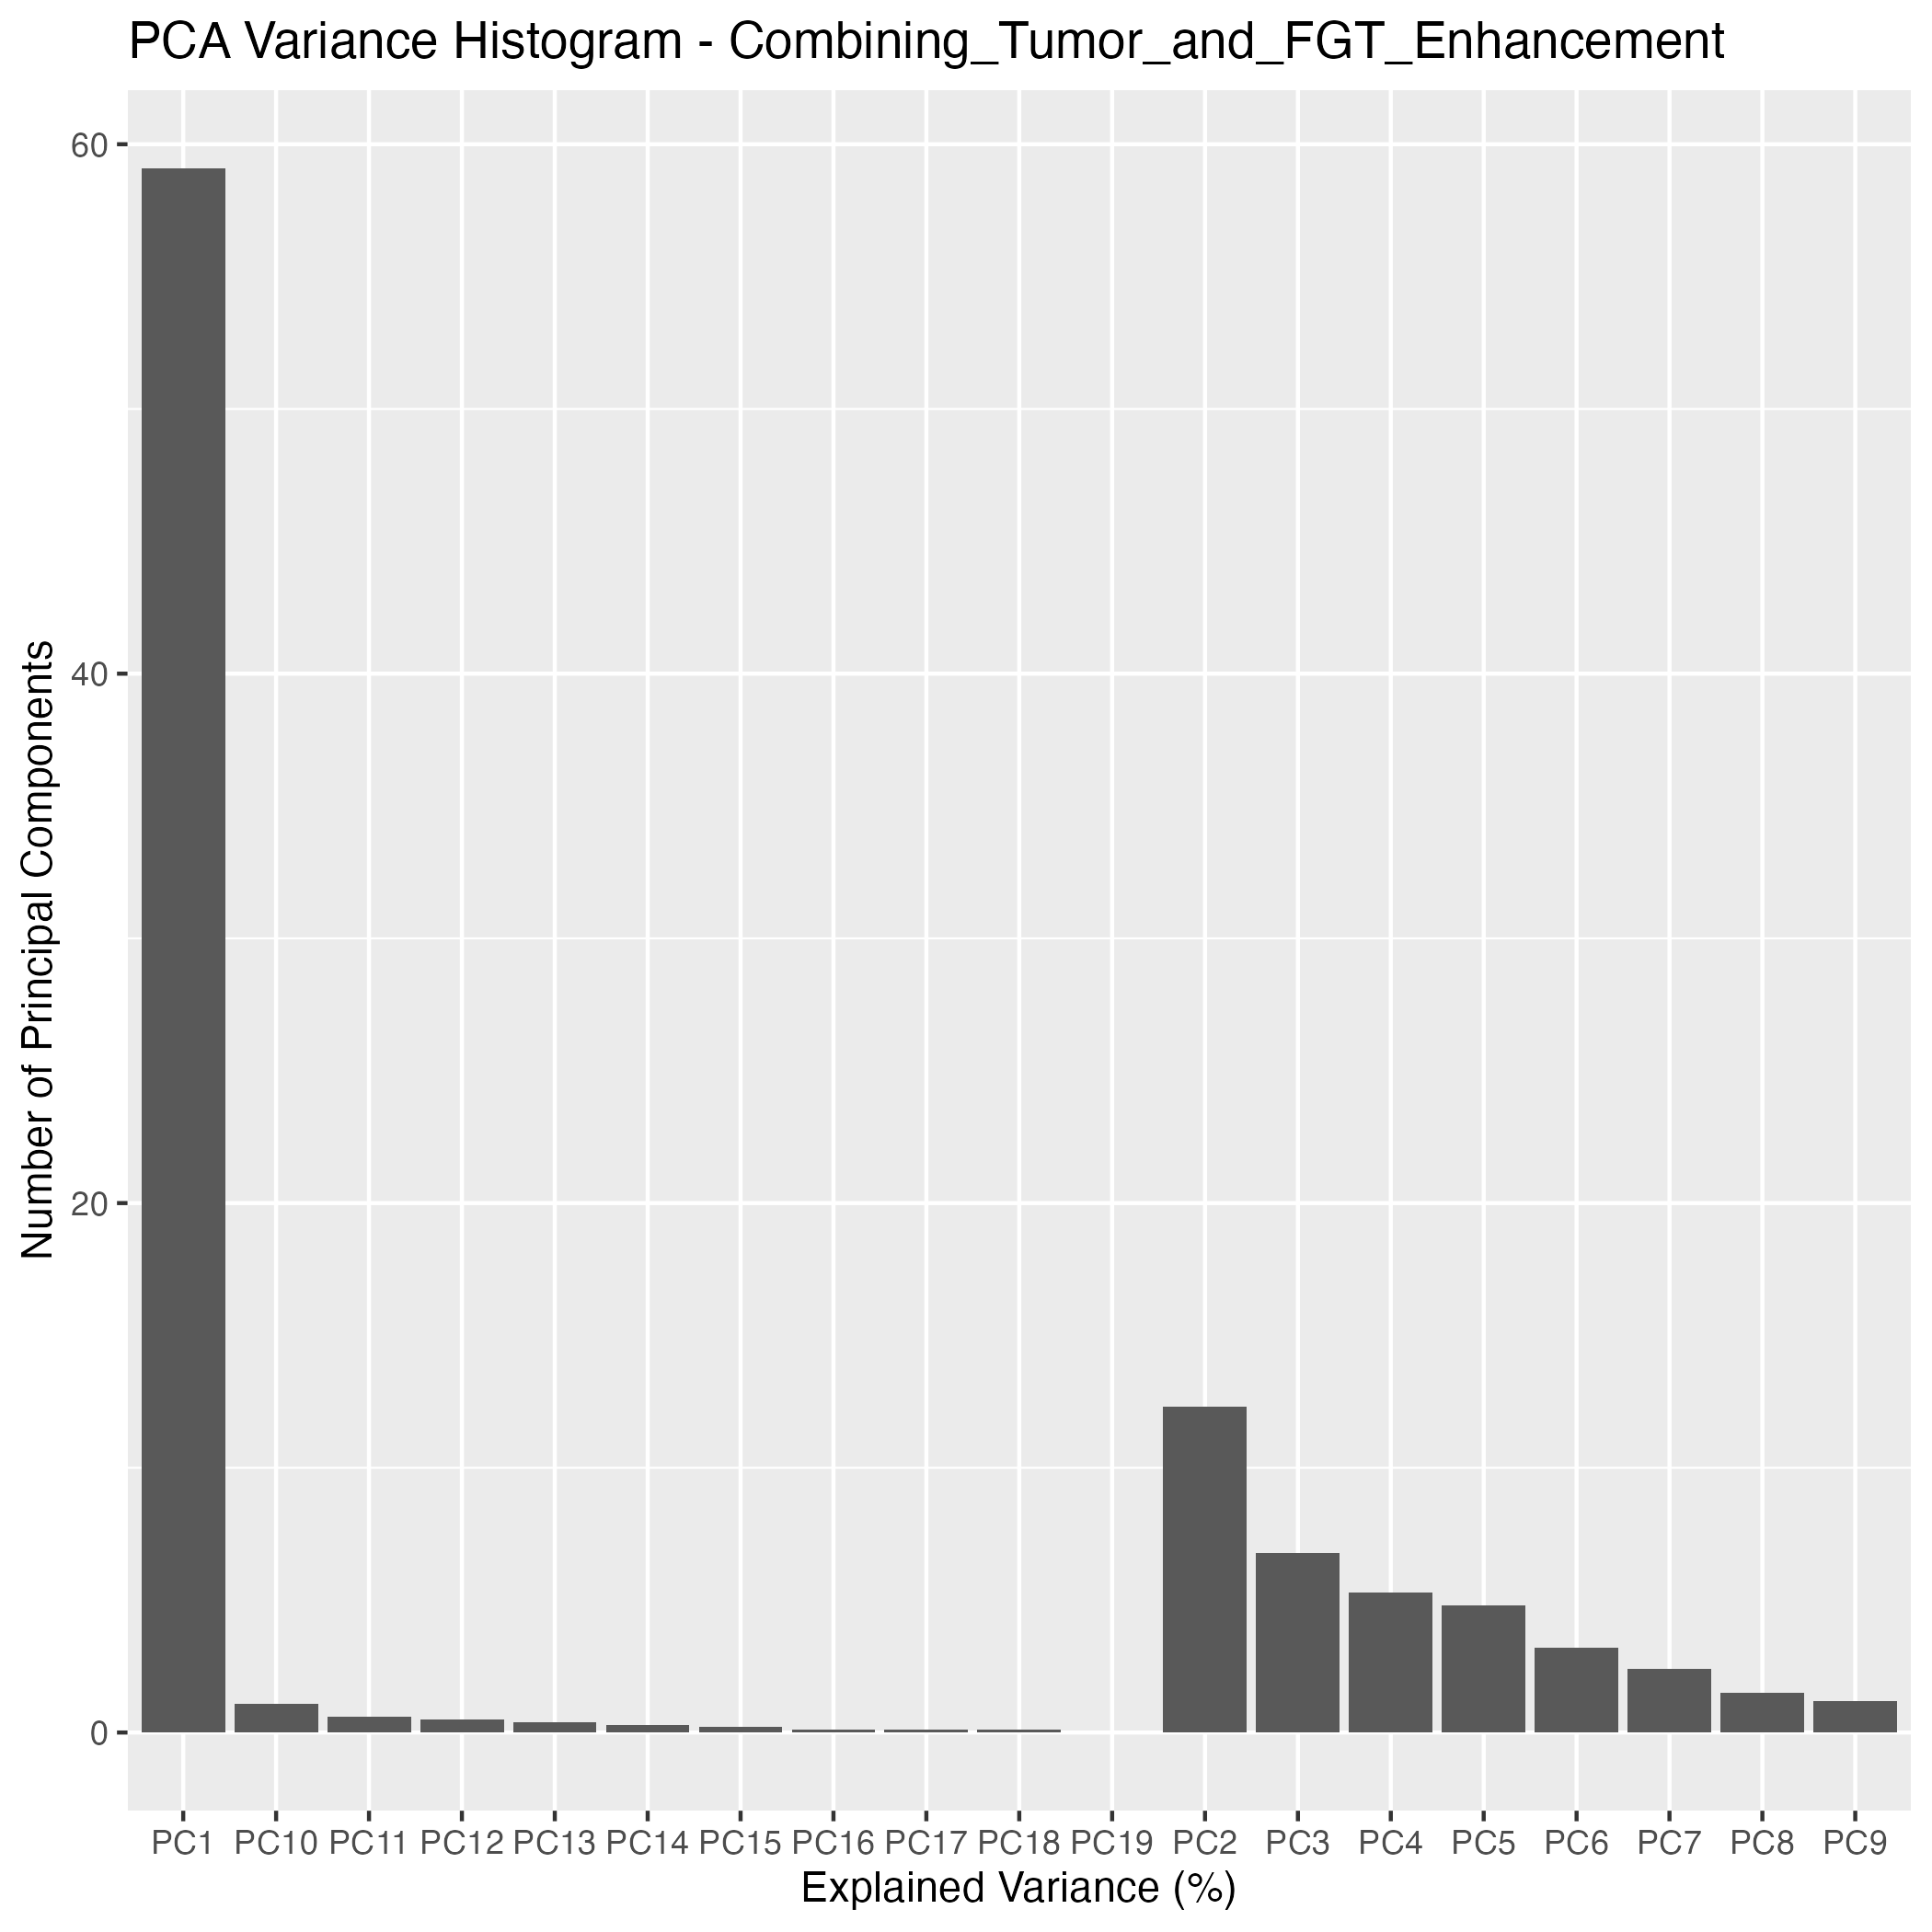 PCA Variance Histogram - Combining_Tumor_and_FGT_Enhancement
Number of Principal Components
60
40
20
0
PC1 PC10 PC11 PC12 PC13 PC14 PC15 PC16 PC17 PC18 PC19 PC2 PC3 PC4 PC5 PC6 PC7 PC8 PC9
Explained Variance (%)